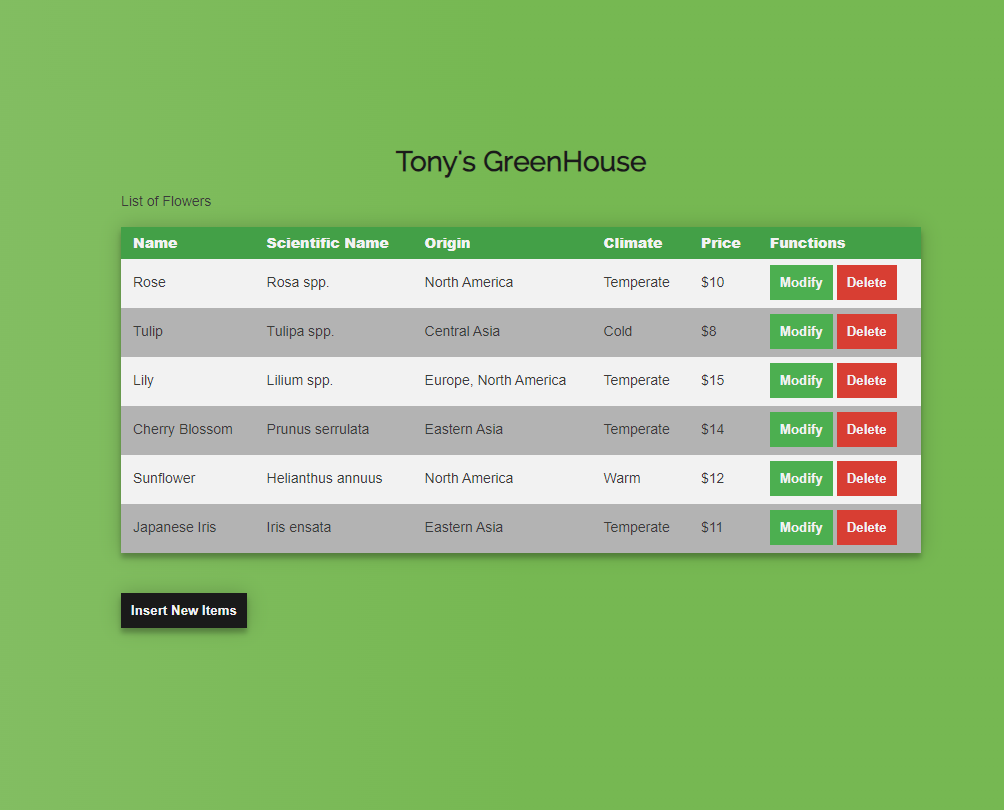 Tony's GreenHouse
List of Flowers
Name Scientific Name Origin Climate Price Functions
Rose Rosa spp. North America Temperate $10 Modify Delete
Tulip Tulipa spp. Central Asia Cold $8 Modify Delete
Lily Lilium spp. Europe, North America Temperate $15 Modify Delete
Cherry Blossom Prunus serrulata Eastern Asia Temperate $14 Modify Delete
Sunflower Helianthus annuus North America Warm $12 Modify Delete
Japanese Iris Iris ensata Eastern Asia Temperate $11 Modify Delete
Insert New Items